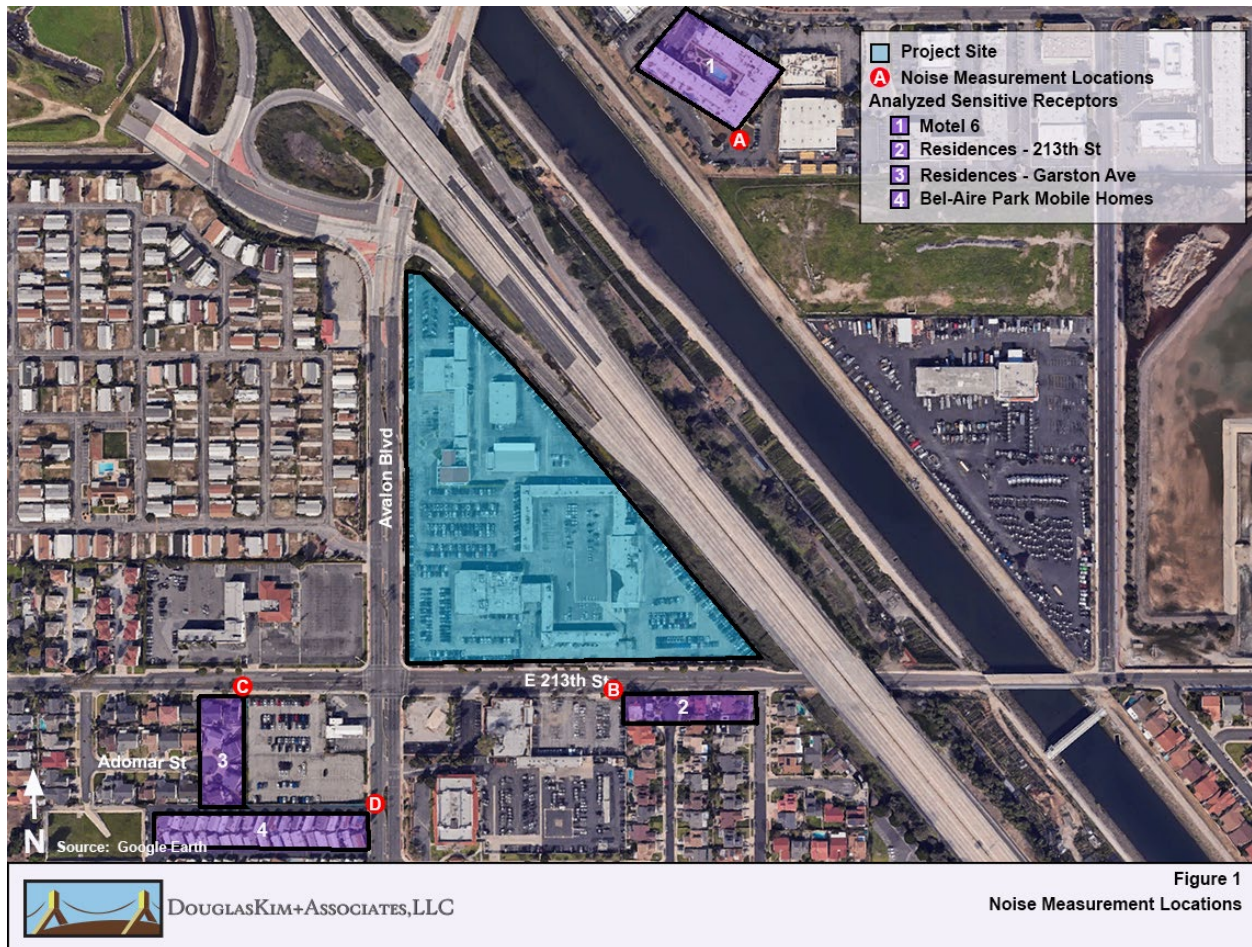 1
Project Site
A Noise Measurement Locations
Analyzed Sensitive Receptors
1 Motel 6
2 Residences - 213th St
3 Residences - Garston Ave
4 Bel-Aire Park Mobile Homes
A
Avalon Blvd
E 213th St
C
B
2
3
Adomar St
D
4
N
Source: Google Earth
DOUGLASKIM+ASSOCIATES,LLC
Figure 1
Noise Measurement Locations